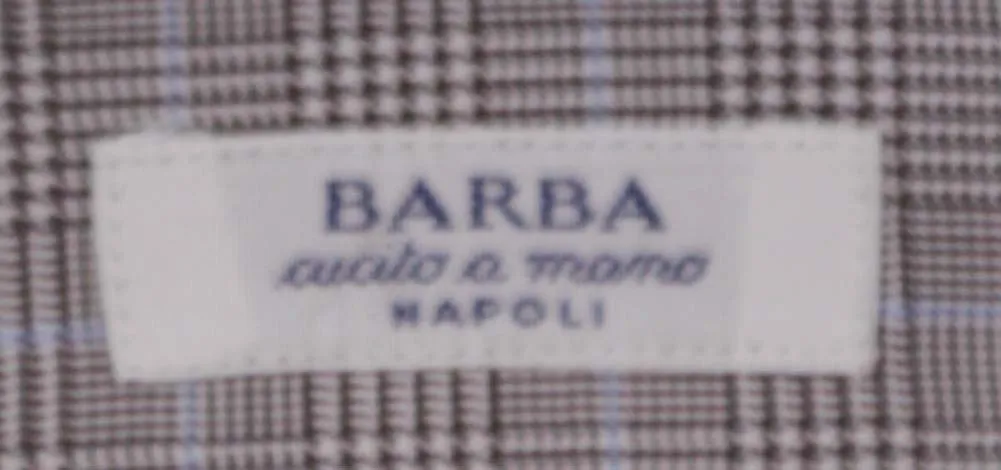 BARBA
cucito a mano
NAPOLI